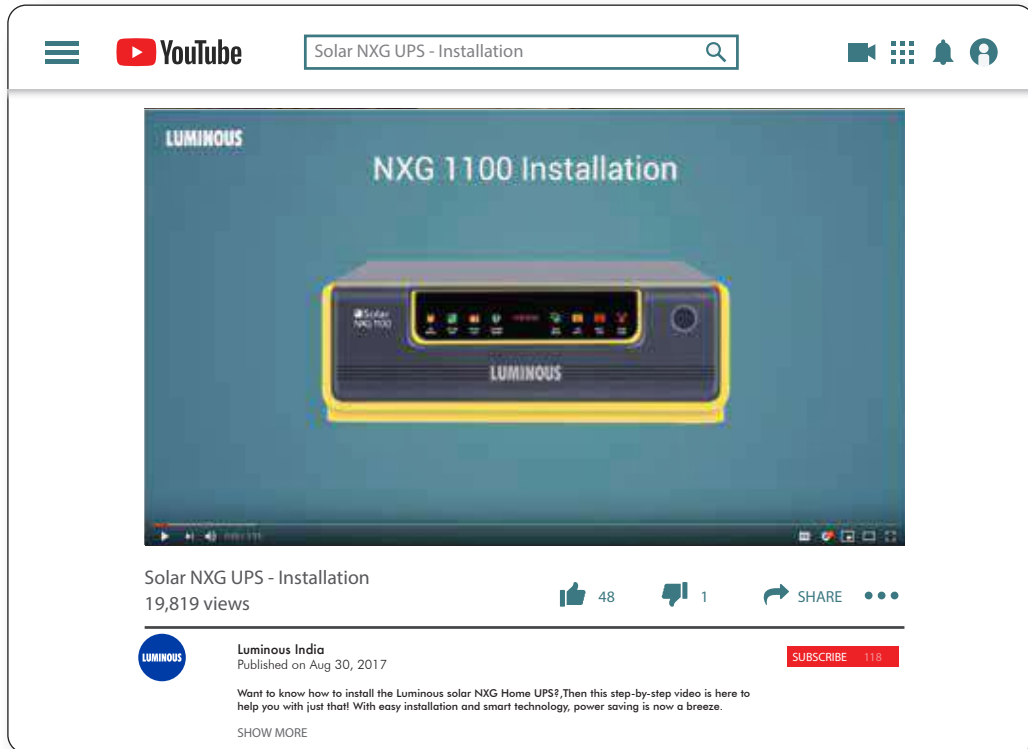 YouTube
Solar NXG UPS - Installation
LUMINOUS
NXG 1100 Installation
Solar
NXG 1100
LUMINOUS
Solar NXG UPS - Installation
19,819 views
48
1
SHARE
LUMINOUS
Luminous India
Published on Aug 30, 2017
SUBSCRIBE 118
Want to know how to install the Luminous solar NXG Home UPS?,Then this step-by-step video is here to
help you with just that! With easy installation and smart technology, power saving is now a breeze.
SHOW MORE